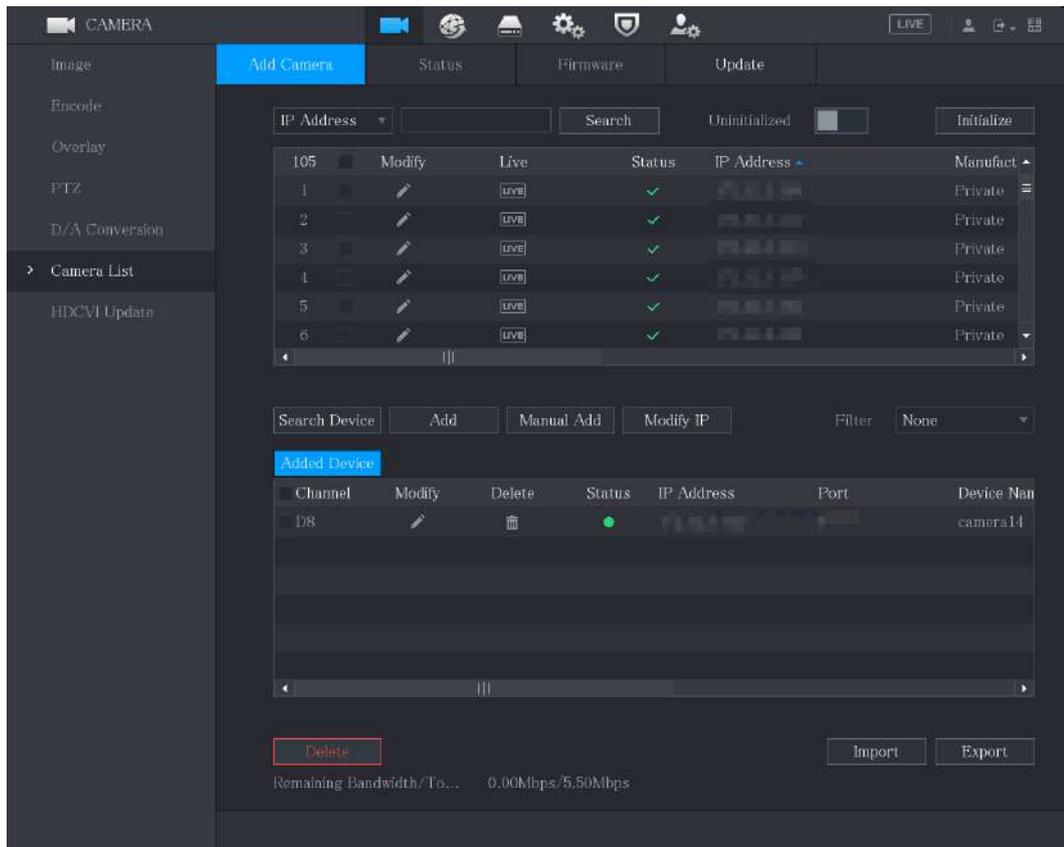 CAMERA LIVE
Image
Encode
Overlay
PTZ
D/A Conversion
Camera List
HDCVI Update
Add Camera Status Firmware Update
IP Address Search Uninitialized Initialize
105 Modify Live Status IP Address Manufact
1 LIVE Private
2 LIVE Private
3 LIVE Private
4 LIVE Private
5 LIVE Private
6 LIVE Private
Search Device Add Manual Add Modify IP Filter None
Added Device
Channel Modify Delete Status IP Address Port Device Nam
D8 camera14
Delete Import Export
Remaining Bandwidth/To... 0.00Mbps/5.50Mbps